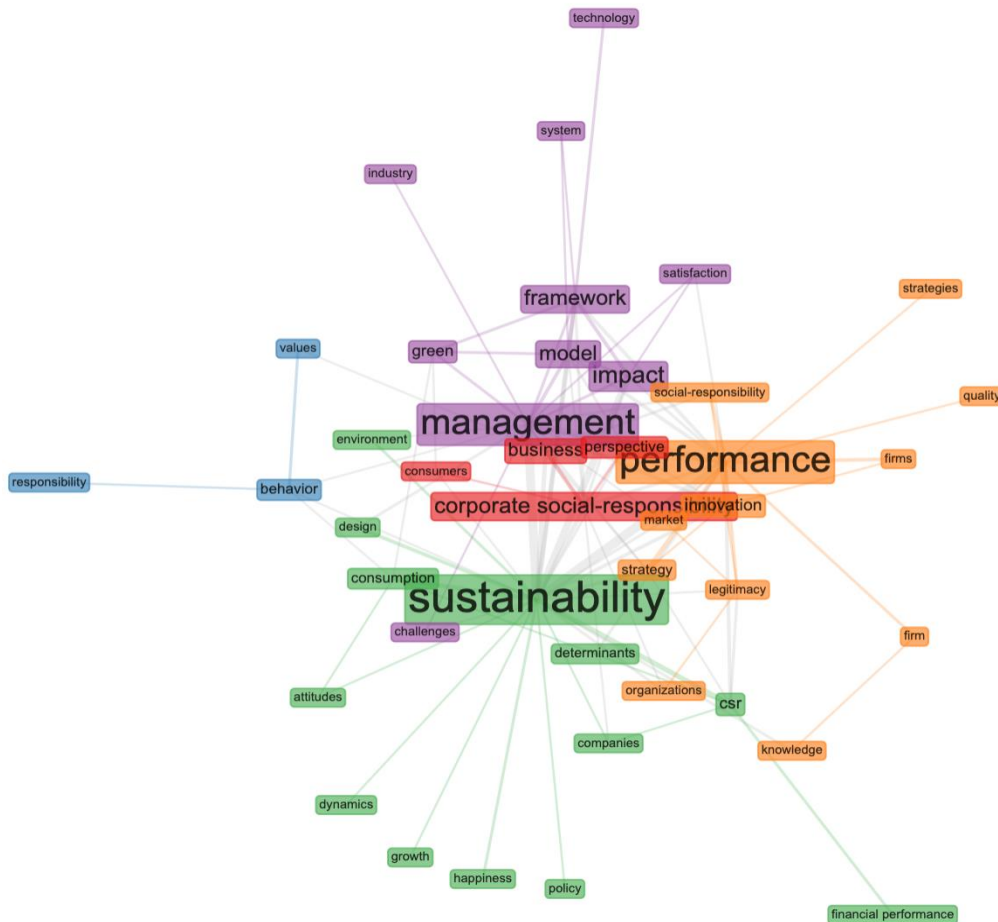 technology
system
industry
satisfaction
strategies
framework
values
green
model
impact
social-responsibility
quality
management
environment
business
perspective
performance
firms
consumers
responsibility
behavior
corporate social-responsibility
innovation
market
design
strategy
consumption
sustainability
legitimacy
challenges
firm
determinants
organizations
attitudes
csr
companies
knowledge
dynamics
growth
happiness
policy
financial performance